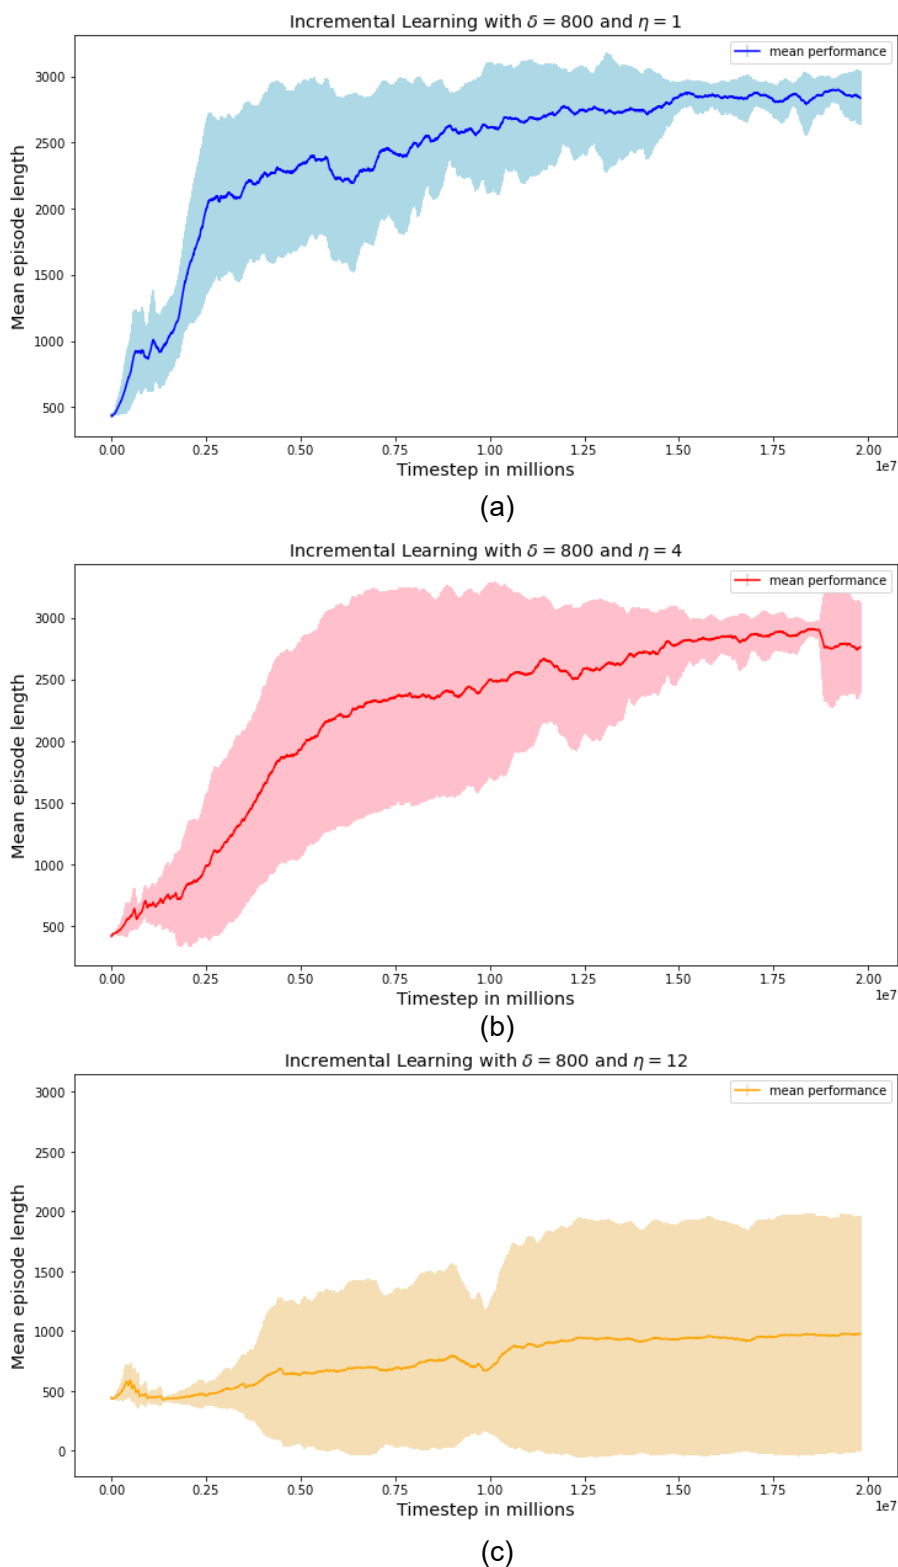 Incremental Learning with δ = 800 and η = 1
mean performance
3000
2500
2000
1500
1000
500
Mean episode length
0.00 0.25 0.50 0.75 1.00 1.25 1.50 1.75 2.00
1e7
Timestep in millions
(a)
Incremental Learning with δ = 800 and η = 4
mean performance
3000
2500
2000
1500
1000
500
Mean episode length
0.00 0.25 0.50 0.75 1.00 1.25 1.50 1.75 2.00
1e7
Timestep in millions
(b)
Incremental Learning with δ = 800 and η = 12
mean performance
3000
2500
2000
1500
1000
500
0
Mean episode length
0.00 0.25 0.50 0.75 1.00 1.25 1.50 1.75 2.00
1e7
Timestep in millions
(c)